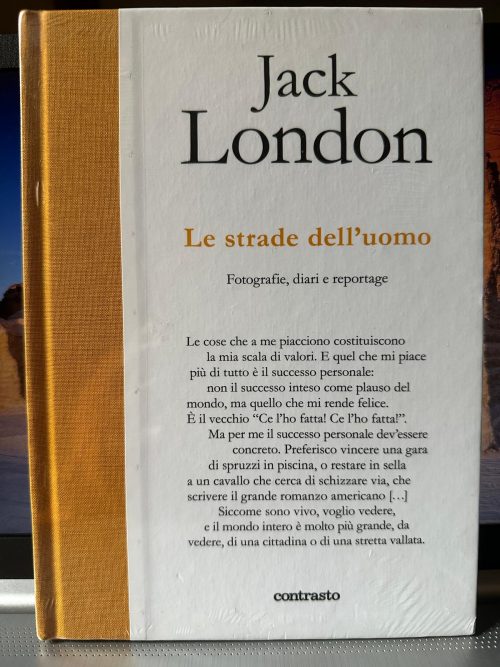 Jack
London
Le strade dell'uomo
Fotografie, diari e reportage
Le cose che a me piacciono costituiscono
la mia scala di valori. E quel che mi piace
più di tutto è il successo personale:
non il successo inteso come plauso del
mondo, ma quello che mi rende felice.
È il vecchio “Ce l'ho fatta! Ce l'ho fatta!”.
Ma per me il successo personale dev'essere
concreto. Preferisco vincere una gara
di spruzzi in piscina, o restare in sella
a un cavallo che cerca di schizzare via, che
scrivere il grande romanzo americano […]
Siccome sono vivo, voglio vedere,
e il mondo intero è molto più grande, da
vedere, di una cittadina o di una stretta vallata.
contrasto